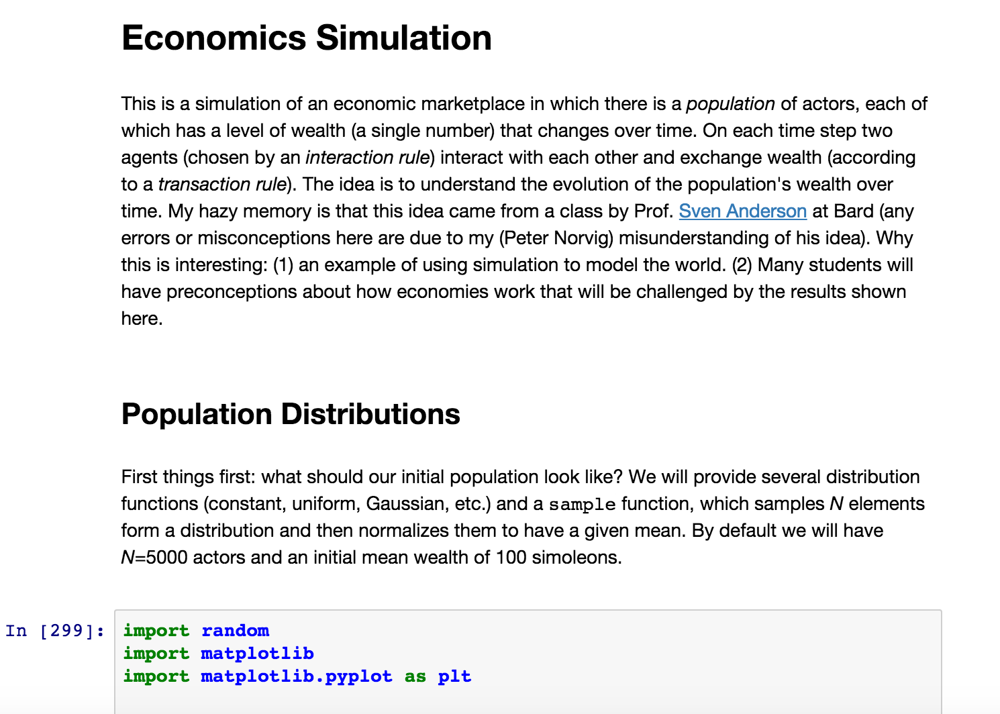 Economics Simulation
This is a simulation of an economic marketplace in which there is a population of actors, each of
which has a level of wealth (a single number) that changes over time. On each time step two
agents (chosen by an interaction rule) interact with each other and exchange wealth (according
to a transaction rule). The idea is to understand the evolution of the population's wealth over
time. My hazy memory is that this idea came from a class by Prof. Sven Anderson at Bard (any
errors or misconceptions here are due to my (Peter Norvig) misunderstanding of his idea). Why
this is interesting: (1) an example of using simulation to model the world. (2) Many students will
have preconceptions about how economies work that will be challenged by the results shown
here.
Population Distributions
First things first: what should our initial population look like? We will provide several distribution
functions (constant, uniform, Gaussian, etc.) and a sample function, which samples N elements
form a distribution and then normalizes them to have a given mean. By default we will have
N=5000 actors and an initial mean wealth of 100 simoleons.
In [299]: import random
import matplotlib
import matplotlib.pyplot as plt